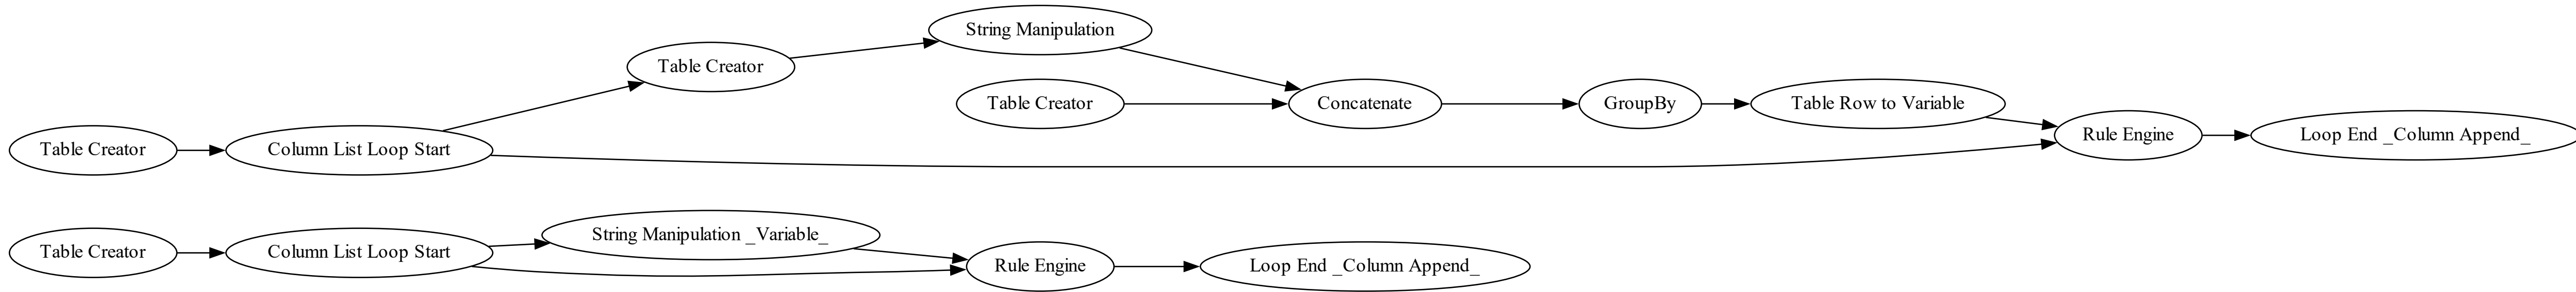 String Manipulation
Table Creator
Table Creator
Concatenate
GroupBy
Table Row to Variable
Table Creator
Column List Loop Start
Rule Engine
Loop End _Column Append_
Table Creator
Column List Loop Start
String Manipulation _Variable_
Rule Engine
Loop End _Column Append_